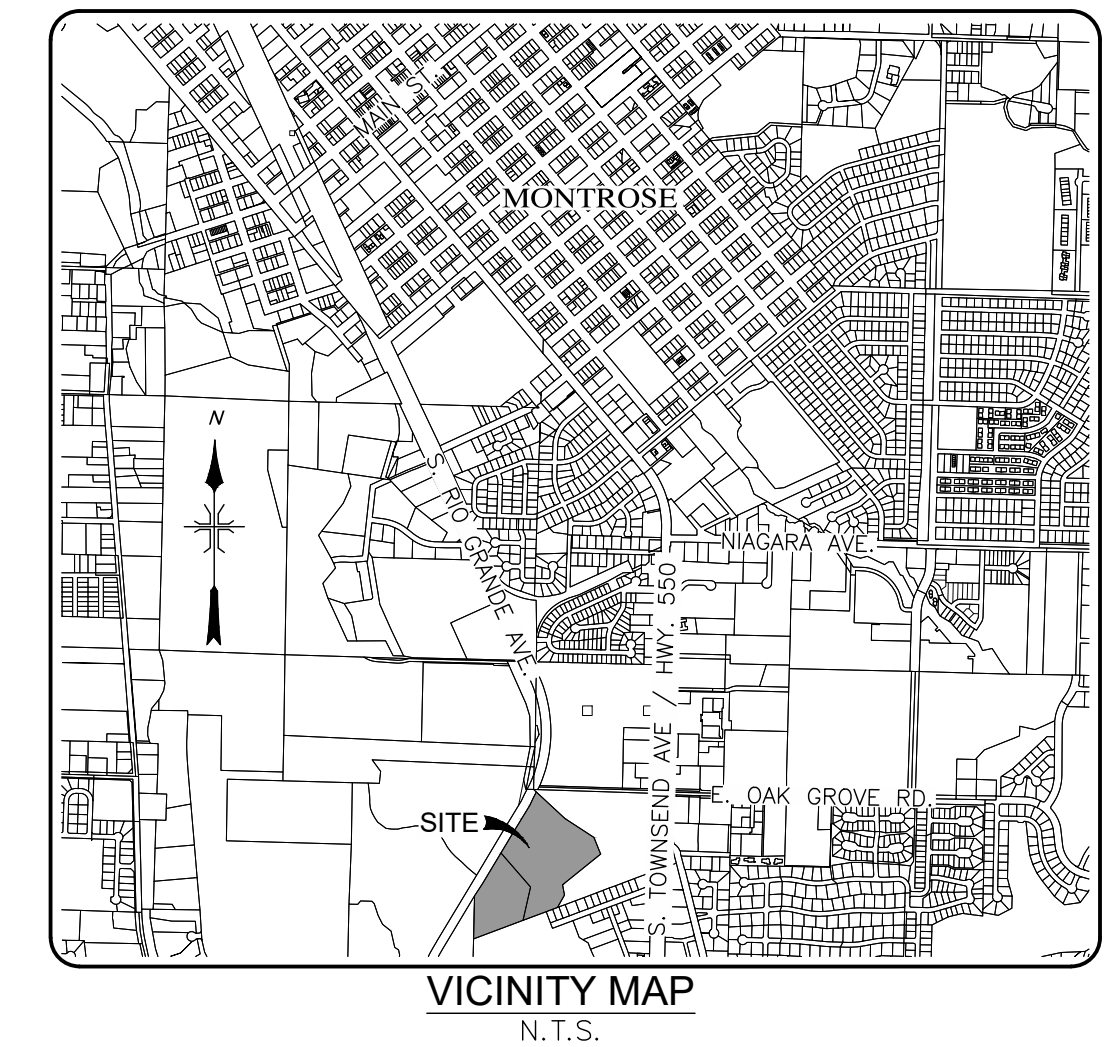 MAIN ST.
MONTROSE
N
S. RIO GRANDE AVE.
NIAGARA AVE.
S. TOWNSEND AVE / HWY. 550
E. OAK GROVE RD.
SITE
VICINITY MAP
N.T.S.